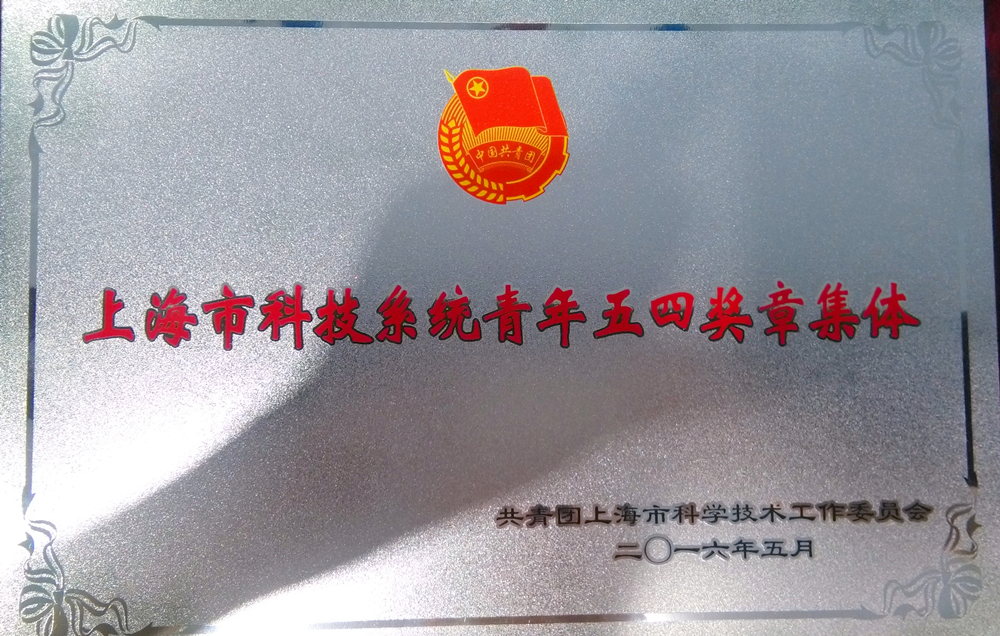 中国共青团
上海市科技系统青年五四奖章集体
共青团上海市科学技术工作委员会
二〇一六年五月